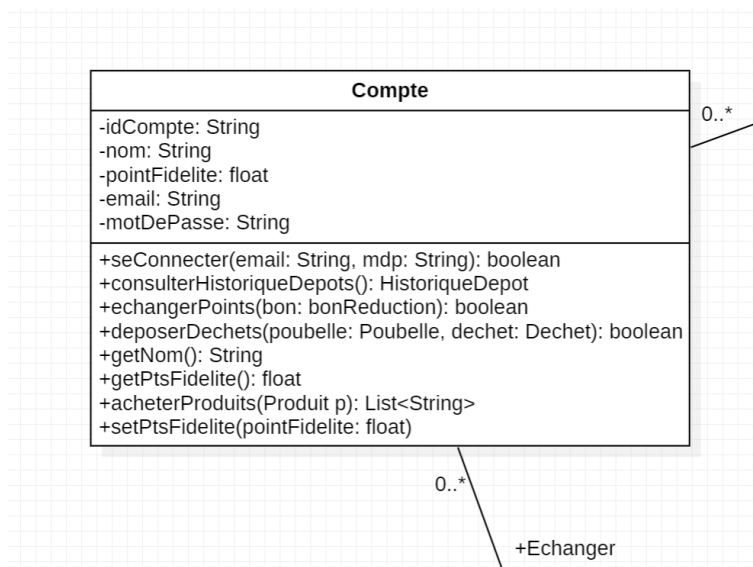 Compte
0..*
-idCompte: String
-nom: String
-pointFidelite: float
-email: String
-motDePasse: String
+seConnecter(email: String, mdp: String): boolean
+consulterHistoriqueDepots(): HistoriqueDepot
+echangerPoints(bon: bonReduction): boolean
+deposerDechets(poubelle: Poubelle, dechet: Dechet): boolean
+getNom(): String
+getPtsFidelite(): float
+acheterProduits(Produit p): List<String>
+setPtsFidelite(pointFidelite: float)
0..*
+Echanger